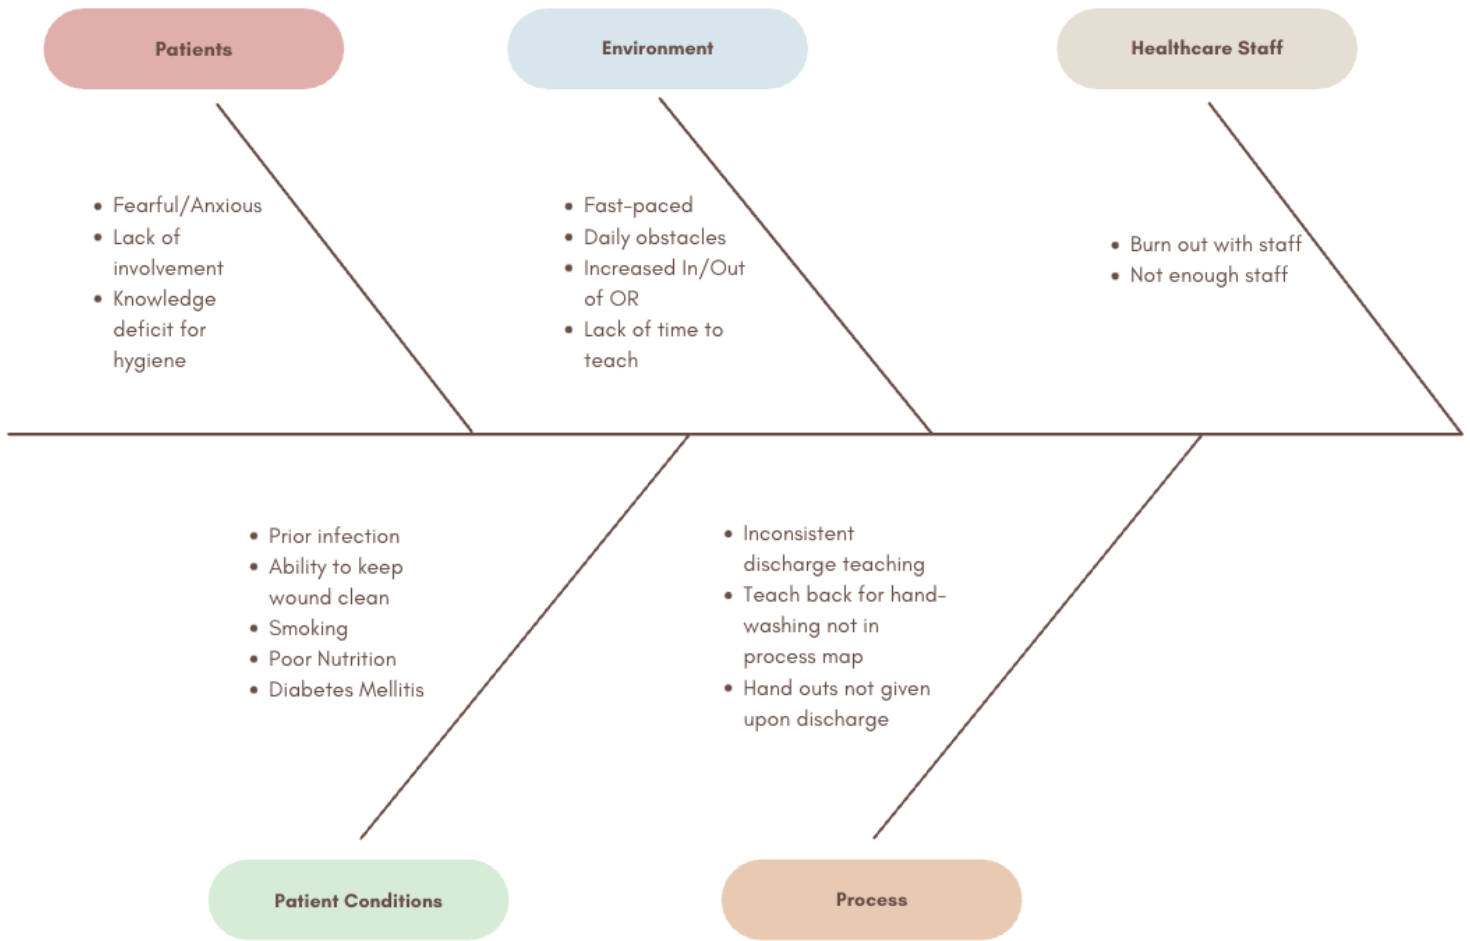 Patients
Environment
Healthcare Staff
• Fearful/Anxious
• Lack of
involvement
• Knowledge
deficit for
hygiene
• Fast-paced
• Daily obstacles
• Increased In/Out
of OR
• Lack of time to
teach
• Burn out with staff
• Not enough staff
• Prior infection
• Ability to keep
wound clean
• Smoking
• Poor Nutrition
• Diabetes Mellitis
• Inconsistent
discharge teaching
• Teach back for hand-
washing not in
process map
• Hand outs not given
upon discharge
Patient Conditions
Process